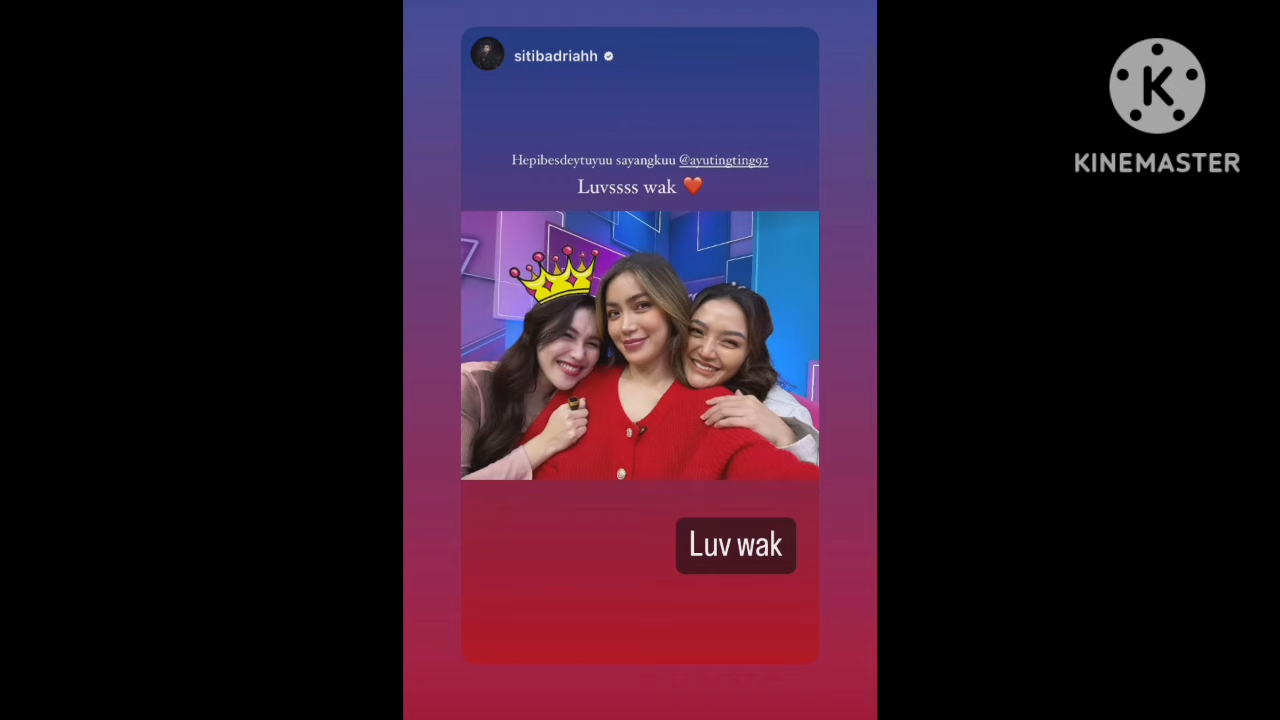 sitibadriahh
Hepibesdeytuyuu sayangkuu @ayutingting92
Luvssss wak ❤️
Luv wak
KINEMASTER